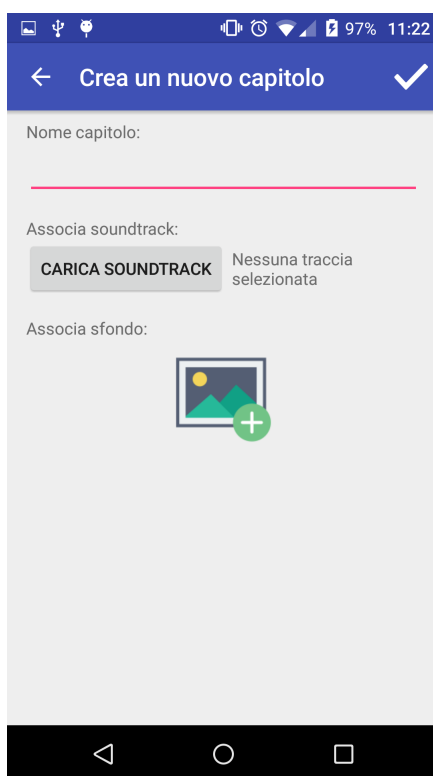 97% 11:22
Crea un nuovo capitolo
Nome capitolo:
Associa soundtrack:
CARICA SOUNDTRACK
Nessuna traccia
selezionata
Associa sfondo: